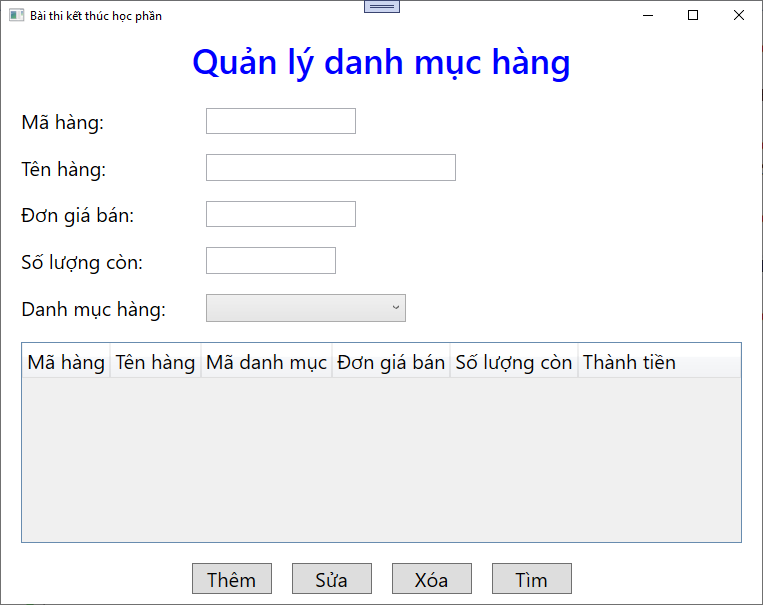 Bài thi kết thúc học phần
Quản lý danh mục hàng
Mã hàng:
Tên hàng:
Đơn giá bán:
Số lượng còn:
Danh mục hàng:
Mã hàng Tên hàng Mã danh mục Đơn giá bán Số lượng còn Thành tiền
Thêm Sửa Xóa Tìm